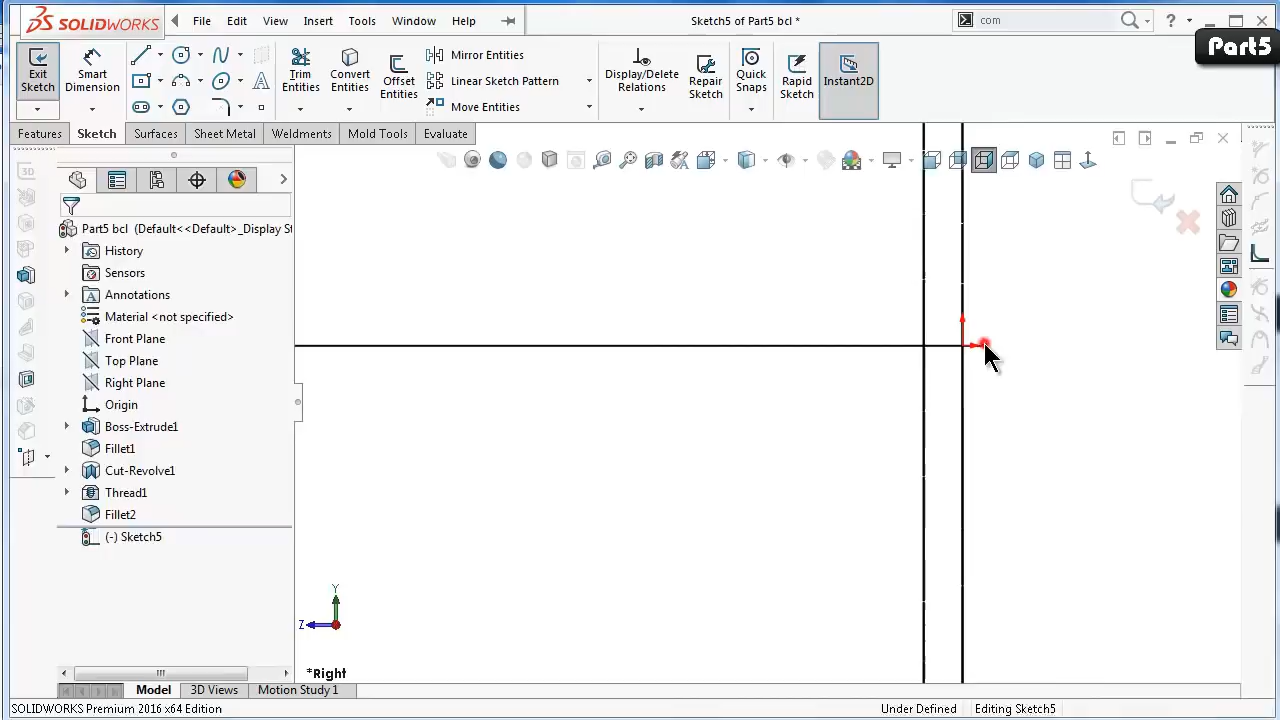 SOLIDWORKS File Edit View Insert Tools Window Help Sketch5 of Part5 bcl * com ?
Part5
Exit Sketch
Smart Dimension
Trim Entities
Convert Entities
Offset Entities
Mirror Entities
Linear Sketch Pattern
Move Entities
Display/Delete Relations
Repair Sketch
Quick Snaps
Rapid Sketch
Instant2D
Features Sketch Surfaces Sheet Metal Weldments Mold Tools Evaluate
3D
Part5 bcl (Default<<Default>_Display St
History
Sensors
Annotations
Material <not specified>
Front Plane
Top Plane
Right Plane
Origin
Boss-Extrude1
Fillet1
Cut-Revolve1
Thread1
Fillet2
(-) Sketch5
Y
Z
*Right
Model 3D Views Motion Study 1
SOLIDWORKS Premium 2016 x64 Edition Under Defined Editing Sketch5